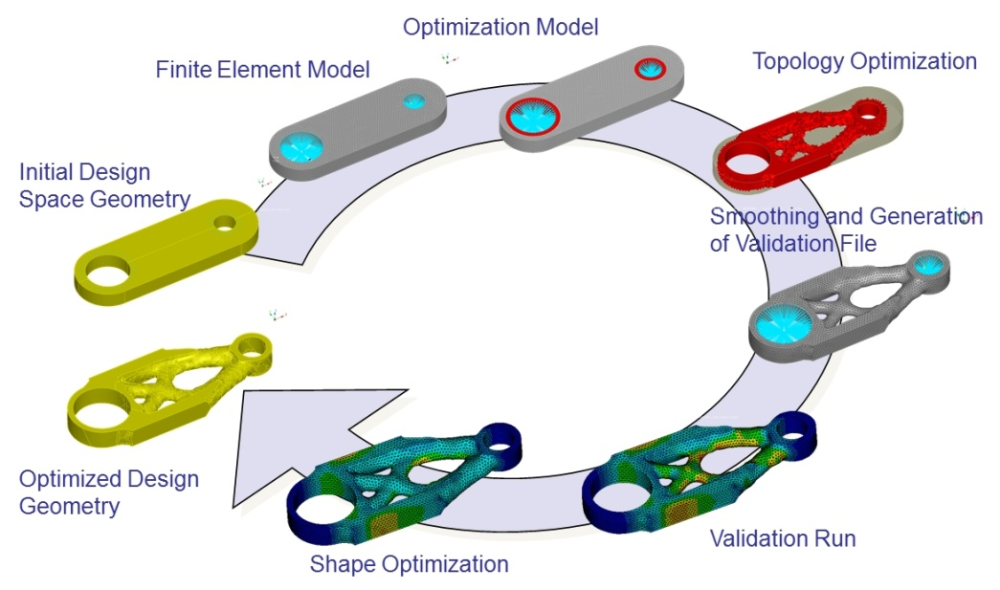 Optimization Model
Finite Element Model
Topology Optimization
Initial Design
Space Geometry
Smoothing and Generation
of Validation File
Optimized Design
Geometry
Validation Run
Shape Optimization